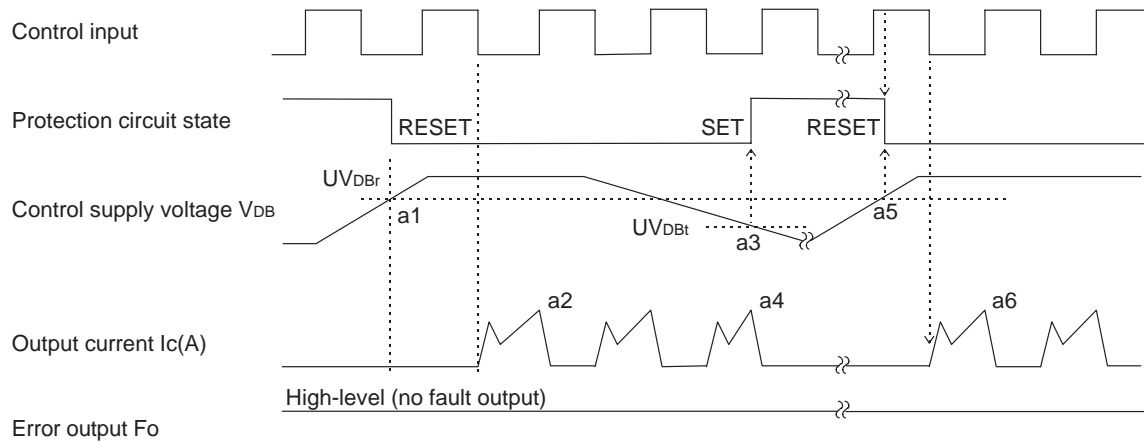 Control input
Protection circuit state
RESET
SET
RESET
UVDBr
Control supply voltage VDB
a1
UVDBt
a3
a5
a2
a4
a6
Output current Ic(A)
High-level (no fault output)
Error output Fo